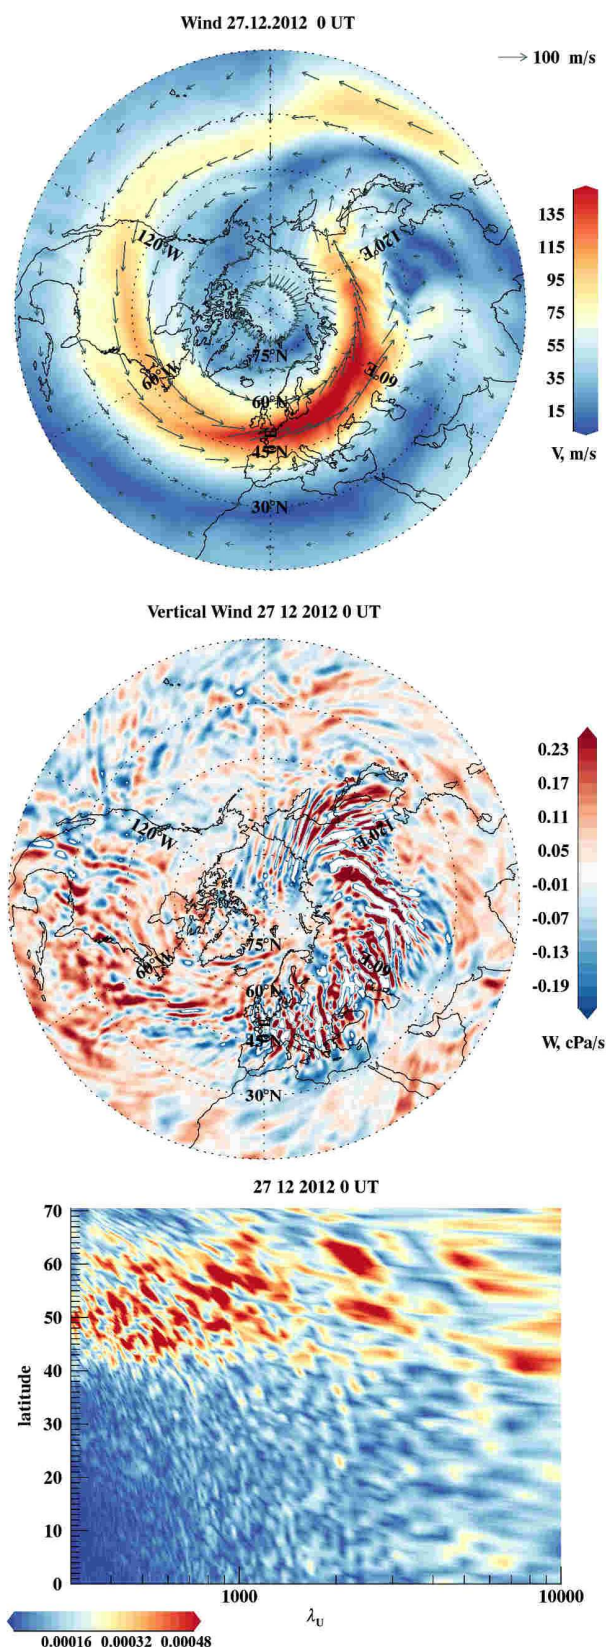 Wind 27.12.2012 0 UT
100 m/s
120°W
120°E
60°W
60°E
75°N
60°N
0°E
45°N
30°N
135
115
95
75
55
35
15
V, m/s
Vertical Wind 27 12 2012 0 UT
120°W
120°E
60°W
60°E
75°N
60°N
0°E
45°N
30°N
0.23
0.17
0.11
0.05
-0.01
-0.07
-0.13
-0.19
W, cPa/s
27 12 2012 0 UT
70
60
50
40
30
20
10
0
latitude
1000
10000
λU
0.00016 0.00032 0.00048